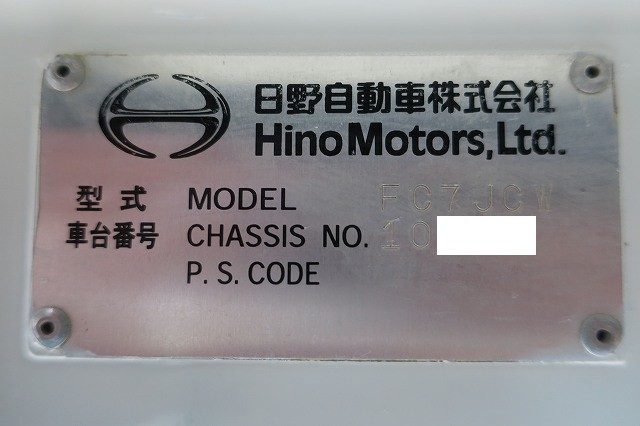 日野自動車株式会社
Hino Motors, Ltd.
型式 MODEL FC7JCW
車台番号 CHASSIS NO. 10
P. S. CODE